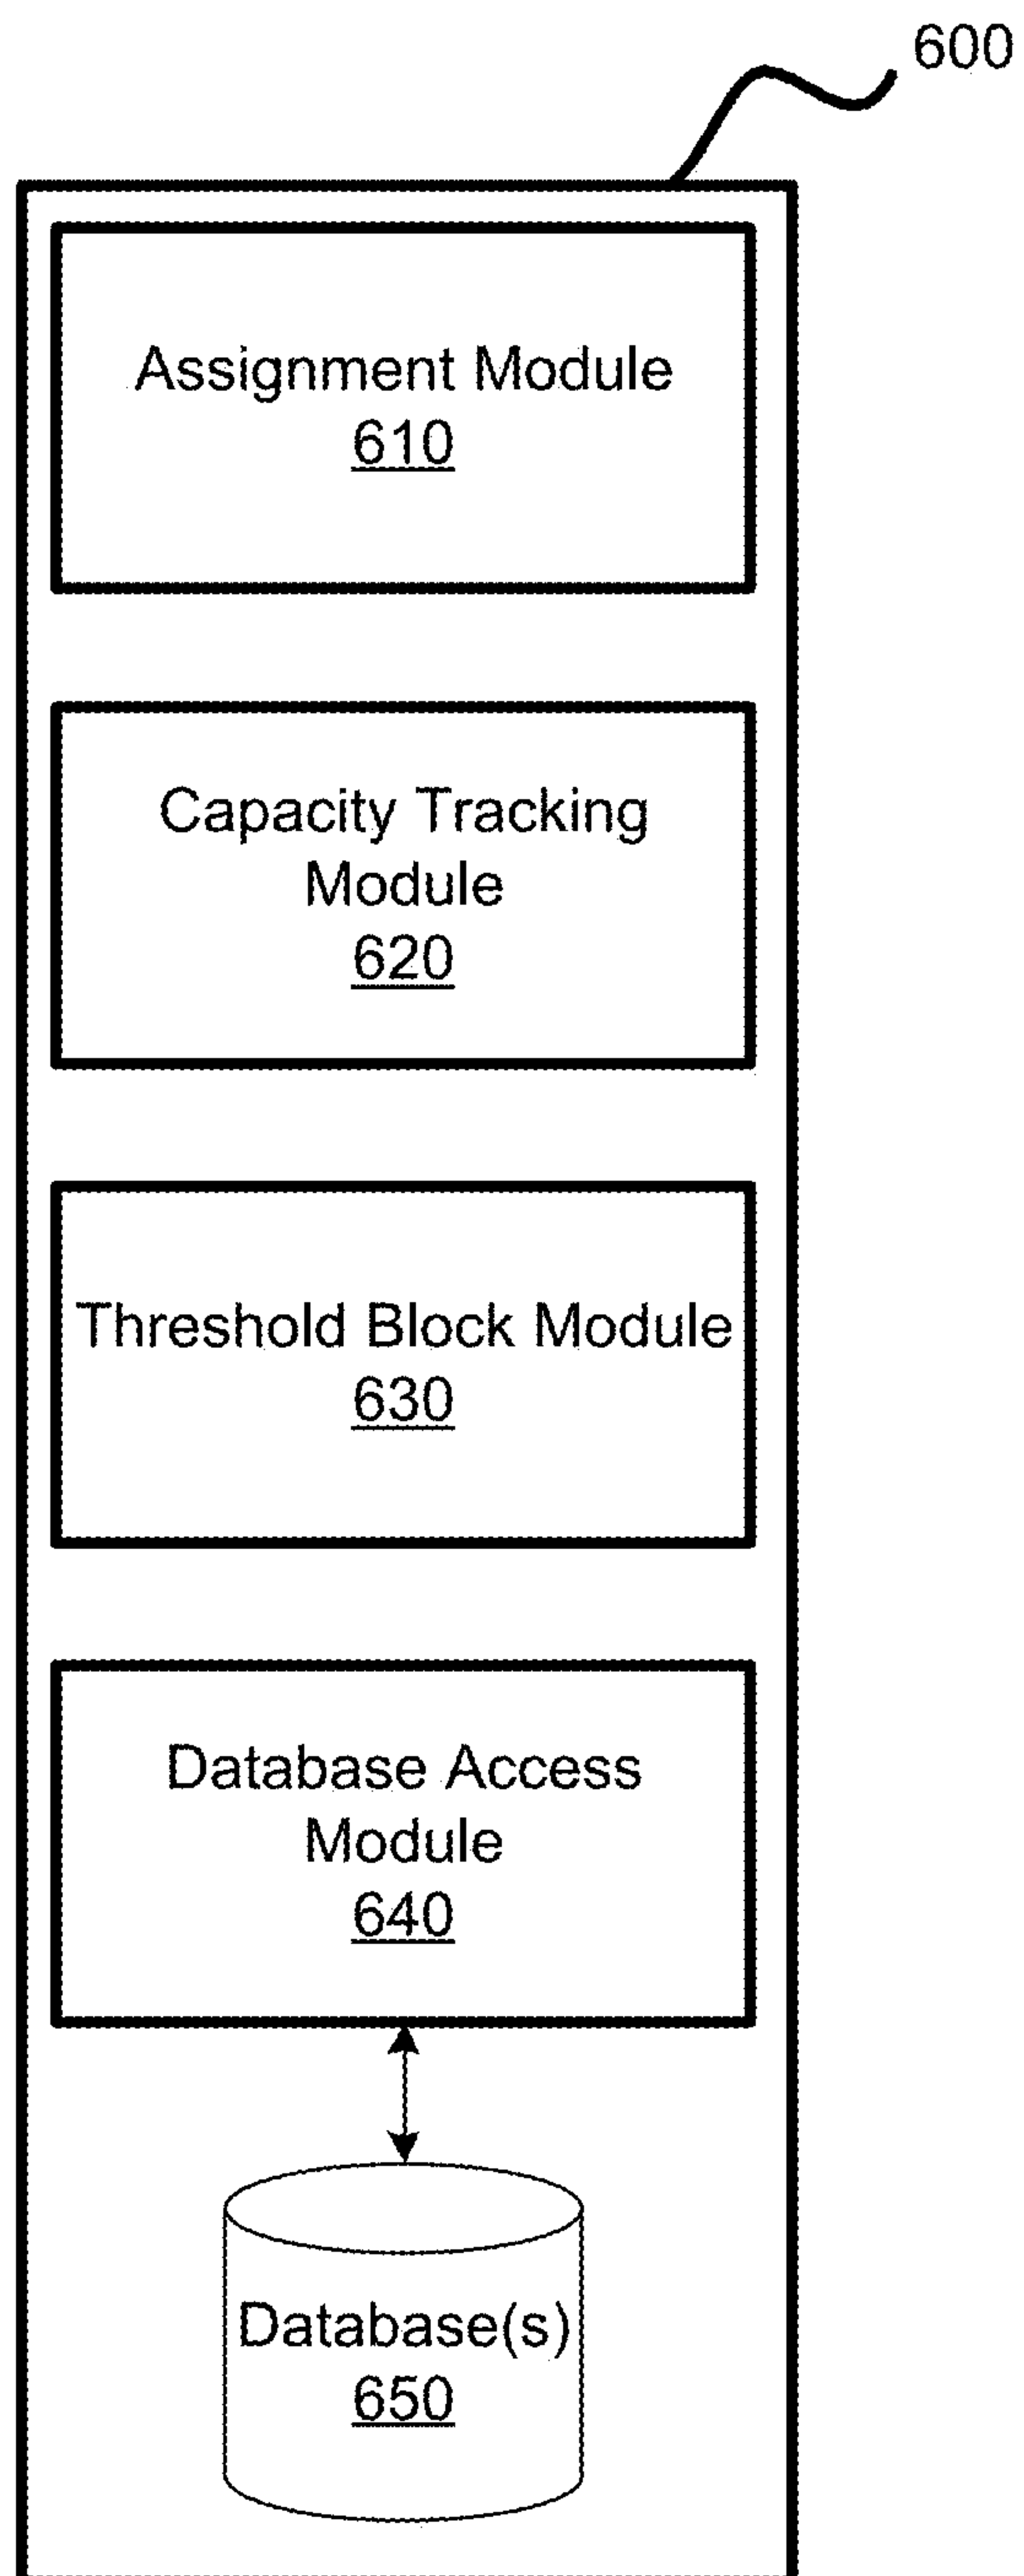 600
Assignment Module
610
Capacity Tracking
Module
620
Threshold Block Module
630
Database Access
Module
640
Database(s)
650